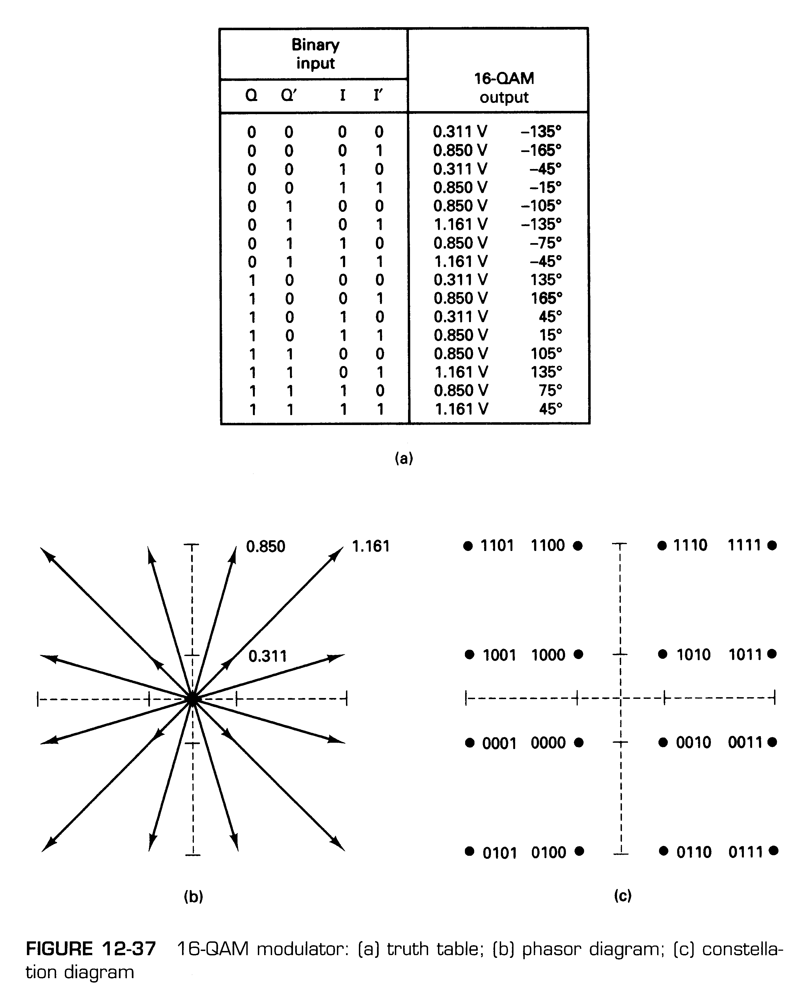 Binary
input
16-QAM
output
Q Q′ I I′
0 0 0 0 0.311 V –135°
0 0 0 1 0.850 V –165°
0 0 1 0 0.311 V –45°
0 0 1 1 0.850 V –15°
0 1 0 0 0.850 V –105°
0 1 0 1 1.161 V –135°
0 1 1 0 0.850 V –75°
0 1 1 1 1.161 V –45°
1 0 0 0 0.311 V 135°
1 0 0 1 0.850 V 165°
1 0 1 0 0.311 V 45°
1 0 1 1 0.850 V 15°
1 1 0 0 0.850 V 105°
1 1 0 1 1.161 V 135°
1 1 1 0 0.850 V 75°
1 1 1 1 1.161 V 45°
(a)
0.850 1.161
0.311
(b)
1101 1100 1110 1111
1001 1000 1010 1011
0001 0000 0010 0011
0101 0100 0110 0111
(c)
FIGURE 12-37 16-QAM modulator: (a) truth table; (b) phasor diagram; (c) constella-
tion diagram